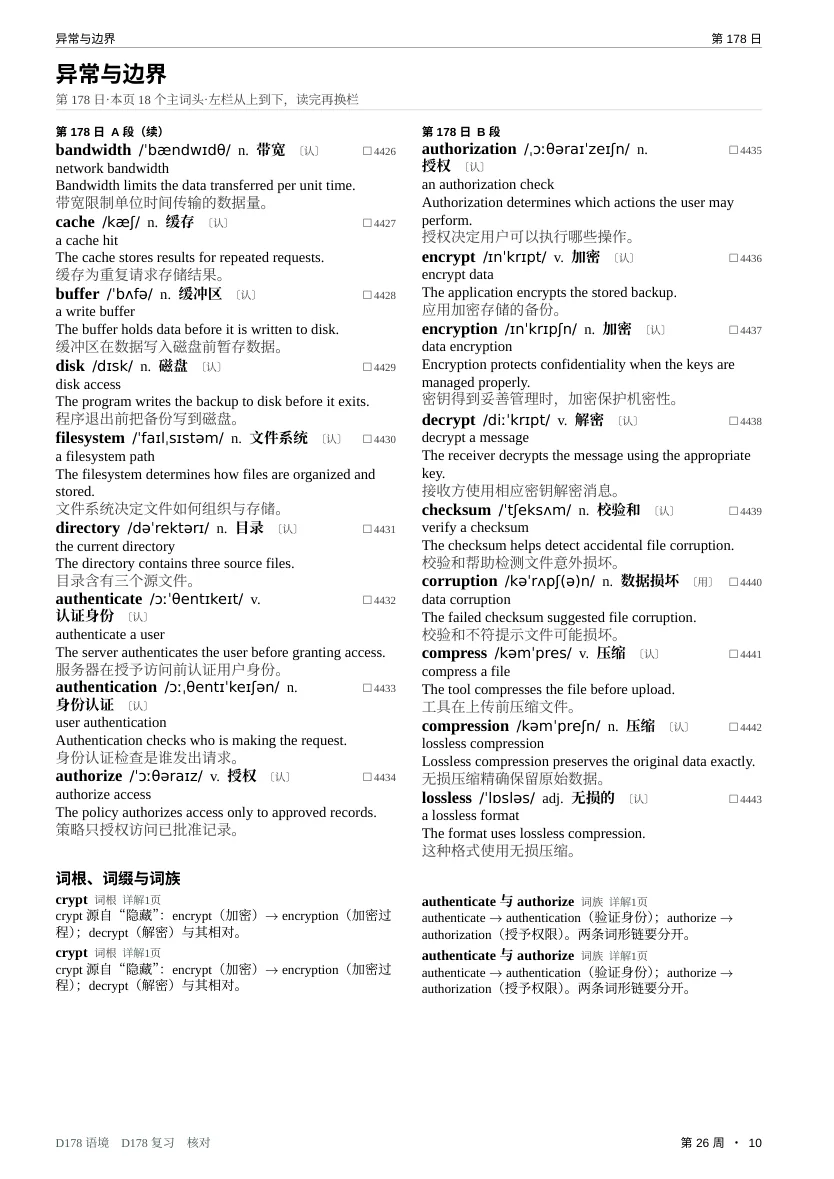 异常与边界
第 178 日
异常与边界
第 178 日·本页 18 个主词头·左栏从上到下，读完再换栏
第 178 日 A 段（续）
bandwidth /ˈbændwɪdθ/ n. 带宽 〔认〕 □ 4426
network bandwidth
Bandwidth limits the data transferred per unit time.
带宽限制单位时间传输的数据量。
cache /kæʃ/ n. 缓存 〔认〕 □ 4427
a cache hit
The cache stores results for repeated requests.
缓存为重复请求存储结果。
buffer /ˈbʌfə/ n. 缓冲区 〔认〕 □ 4428
a write buffer
The buffer holds data before it is written to disk.
缓冲区在数据写入磁盘前暂存数据。
disk /dɪsk/ n. 磁盘 〔认〕 □ 4429
disk access
The program writes the backup to disk before it exits.
程序退出前把备份写到磁盘。
filesystem /ˈfaɪlˌsɪstəm/ n. 文件系统 〔认〕 □ 4430
a filesystem path
The filesystem determines how files are organized and
stored.
文件系统决定文件如何组织与存储。
directory /dəˈrektərɪ/ n. 目录 〔认〕 □ 4431
the current directory
The directory contains three source files.
目录含有三个源文件。
authenticate /ɔːˈθentɪkeɪt/ v. □ 4432
认证身份 〔认〕
authenticate a user
The server authenticates the user before granting access.
服务器在授予访问前认证用户身份。
authentication /ɔːˌθentɪˈkeɪʃən/ n. □ 4433
身份认证 〔认〕
user authentication
Authentication checks who is making the request.
身份认证检查是谁发出请求。
authorize /ˈɔːθəraɪz/ v. 授权 〔认〕 □ 4434
authorize access
The policy authorizes access only to approved records.
策略只授权访问已批准记录。
第 178 日 B 段
authorization /ˌɔːθəraɪˈzeɪʃn/ n. □ 4435
授权 〔认〕
an authorization check
Authorization determines which actions the user may
perform.
授权决定用户可以执行哪些操作。
encrypt /ɪnˈkrɪpt/ v. 加密 〔认〕 □ 4436
encrypt data
The application encrypts the stored backup.
应用加密存储的备份。
encryption /ɪnˈkrɪpʃn/ n. 加密 〔认〕 □ 4437
data encryption
Encryption protects confidentiality when the keys are
managed properly.
密钥得到妥善管理时，加密保护机密性。
decrypt /diːˈkrɪpt/ v. 解密 〔认〕 □ 4438
decrypt a message
The receiver decrypts the message using the appropriate
key.
接收方使用相应密钥解密消息。
checksum /ˈtʃeksʌm/ n. 校验和 〔认〕 □ 4439
verify a checksum
The checksum helps detect accidental file corruption.
校验和帮助检测文件意外损坏。
corruption /kəˈrʌpʃ(ə)n/ n. 数据损坏 〔用〕 □ 4440
data corruption
The failed checksum suggested file corruption.
校验和不符提示文件可能损坏。
compress /kəmˈpres/ v. 压缩 〔认〕 □ 4441
compress a file
The tool compresses the file before upload.
工具在上传前压缩文件。
compression /kəmˈpreʃn/ n. 压缩 〔认〕 □ 4442
lossless compression
Lossless compression preserves the original data exactly.
无损压缩精确保留原始数据。
lossless /ˈlɒsləs/ adj. 无损的 〔认〕 □ 4443
a lossless format
The format uses lossless compression.
这种格式使用无损压缩。
词根、词缀与词族
crypt 词根 详解1页
crypt 源自“隐藏”：encrypt（加密）→ encryption（加密过
程）；decrypt（解密）与其相对。
crypt 词根 详解1页
crypt 源自“隐藏”：encrypt（加密）→ encryption（加密过
程）；decrypt（解密）与其相对。
authenticate 与 authorize 词族 详解1页
authenticate → authentication（验证身份）；authorize →
authorization（授予权限）。两条词形链要分开。
authenticate 与 authorize 词族 详解1页
authenticate → authentication（验证身份）；authorize →
authorization（授予权限）。两条词形链要分开。
D178 语境 D178 复习 核对
第 26 周 · 10